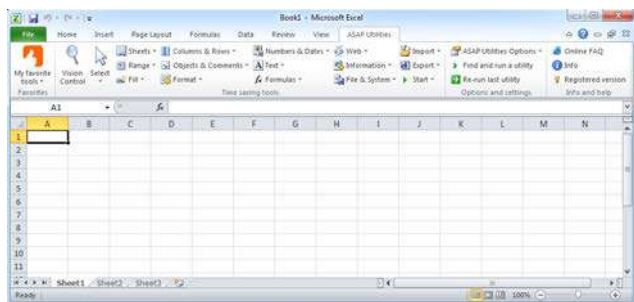 Book1 - Microsoft Excel
File Home Insert Page Layout Formulas Data Review View ASAP Utilities
Sheets Columns & Rows Numbers & Dates Web Import ASAP Utilities Options Online FAQ
My favorite tools Vision Control Select Range Objects & Comments Text Information Export Find and run a utility Info
Fill Format Formulas File & System Start Re-run last utility Registered version
Favorites Time saving tools Options and settings Info and help
A1 fx
A B C D E F G H I J K L M N
1
2
3
4
5
6
7
8
9
10
11
Sheet1 Sheet2 Sheet3
Ready 100%